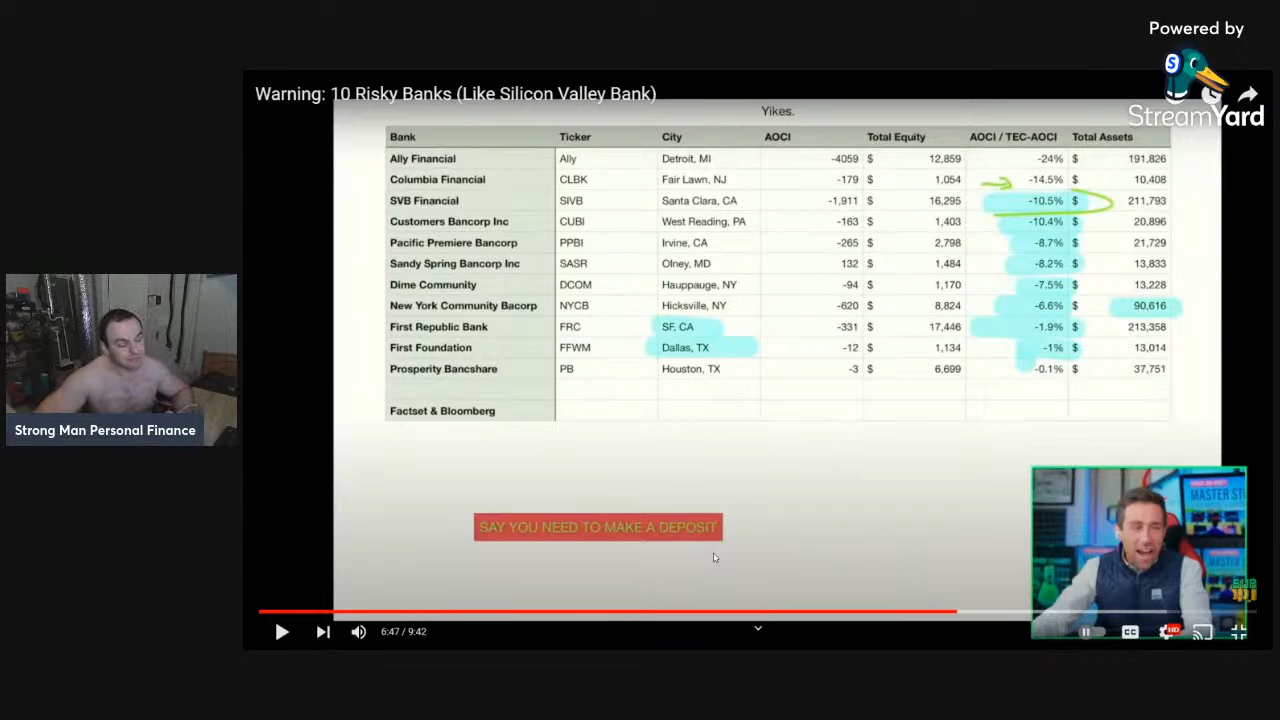 Powered by
StreamYard
Warning: 10 Risky Banks (Like Silicon Valley Bank)
Yikes.
Bank Ticker City AOCI Total Equity AOCI / TEC-AOCI Total Assets
Ally Financial Ally Detroit, MI -4059 $ 12,859 -24% $ 191,826
Columbia Financial CLBK Fair Lawn, NJ -179 $ 1,054 -14.5% $ 10,408
SVB Financial SIVB Santa Clara, CA -1,911 $ 16,295 -10.5% $ 211,793
Customers Bancorp Inc CUBI West Reading, PA -163 $ 1,403 -10.4% $ 20,896
Pacific Premiere Bancorp PPBI Irvine, CA -265 $ 2,798 -8.7% $ 21,729
Sandy Spring Bancorp Inc SASR Olney, MD 132 $ 1,484 -8.2% $ 13,833
Dime Community DCOM Hauppauge, NY -94 $ 1,170 -7.5% $ 13,228
New York Community Bacorp NYCB Hicksville, NY -620 $ 8,824 -6.6% $ 90,616
First Republic Bank FRC SF, CA -331 $ 17,446 -1.9% $ 213,358
First Foundation FFWM Dallas, TX -12 $ 1,134 -1% $ 13,014
Prosperity Bancshare PB Houston, TX -3 $ 6,699 -0.1% $ 37,751
Factset & Bloomberg
Strong Man Personal Finance
SAY YOU NEED TO MAKE A DEPOSIT
MASTER
6:47 / 9:42
CC
HD